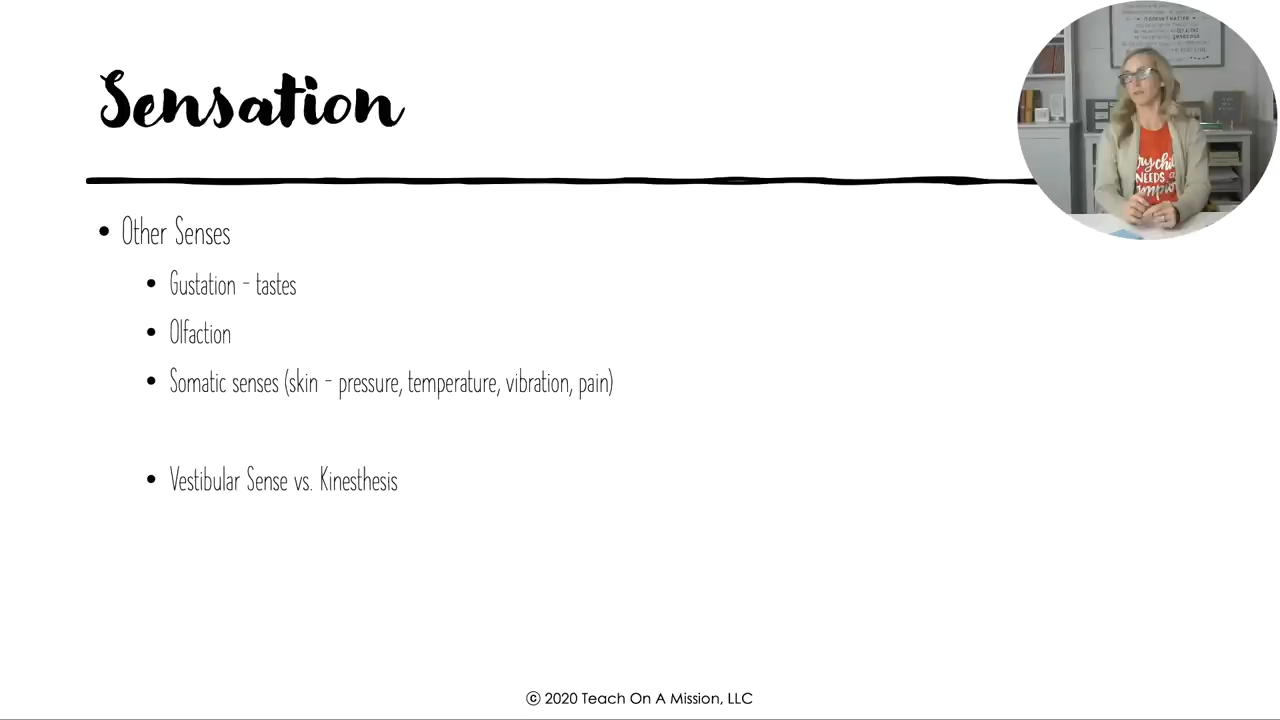 Sensation
• Other Senses
• Gustation - tastes
• Olfaction
• Somatic senses (skin - pressure, temperature, vibration, pain)
• Vestibular Sense vs. Kinesthesis
NEEDS
© 2020 Teach On A Mission, LLC